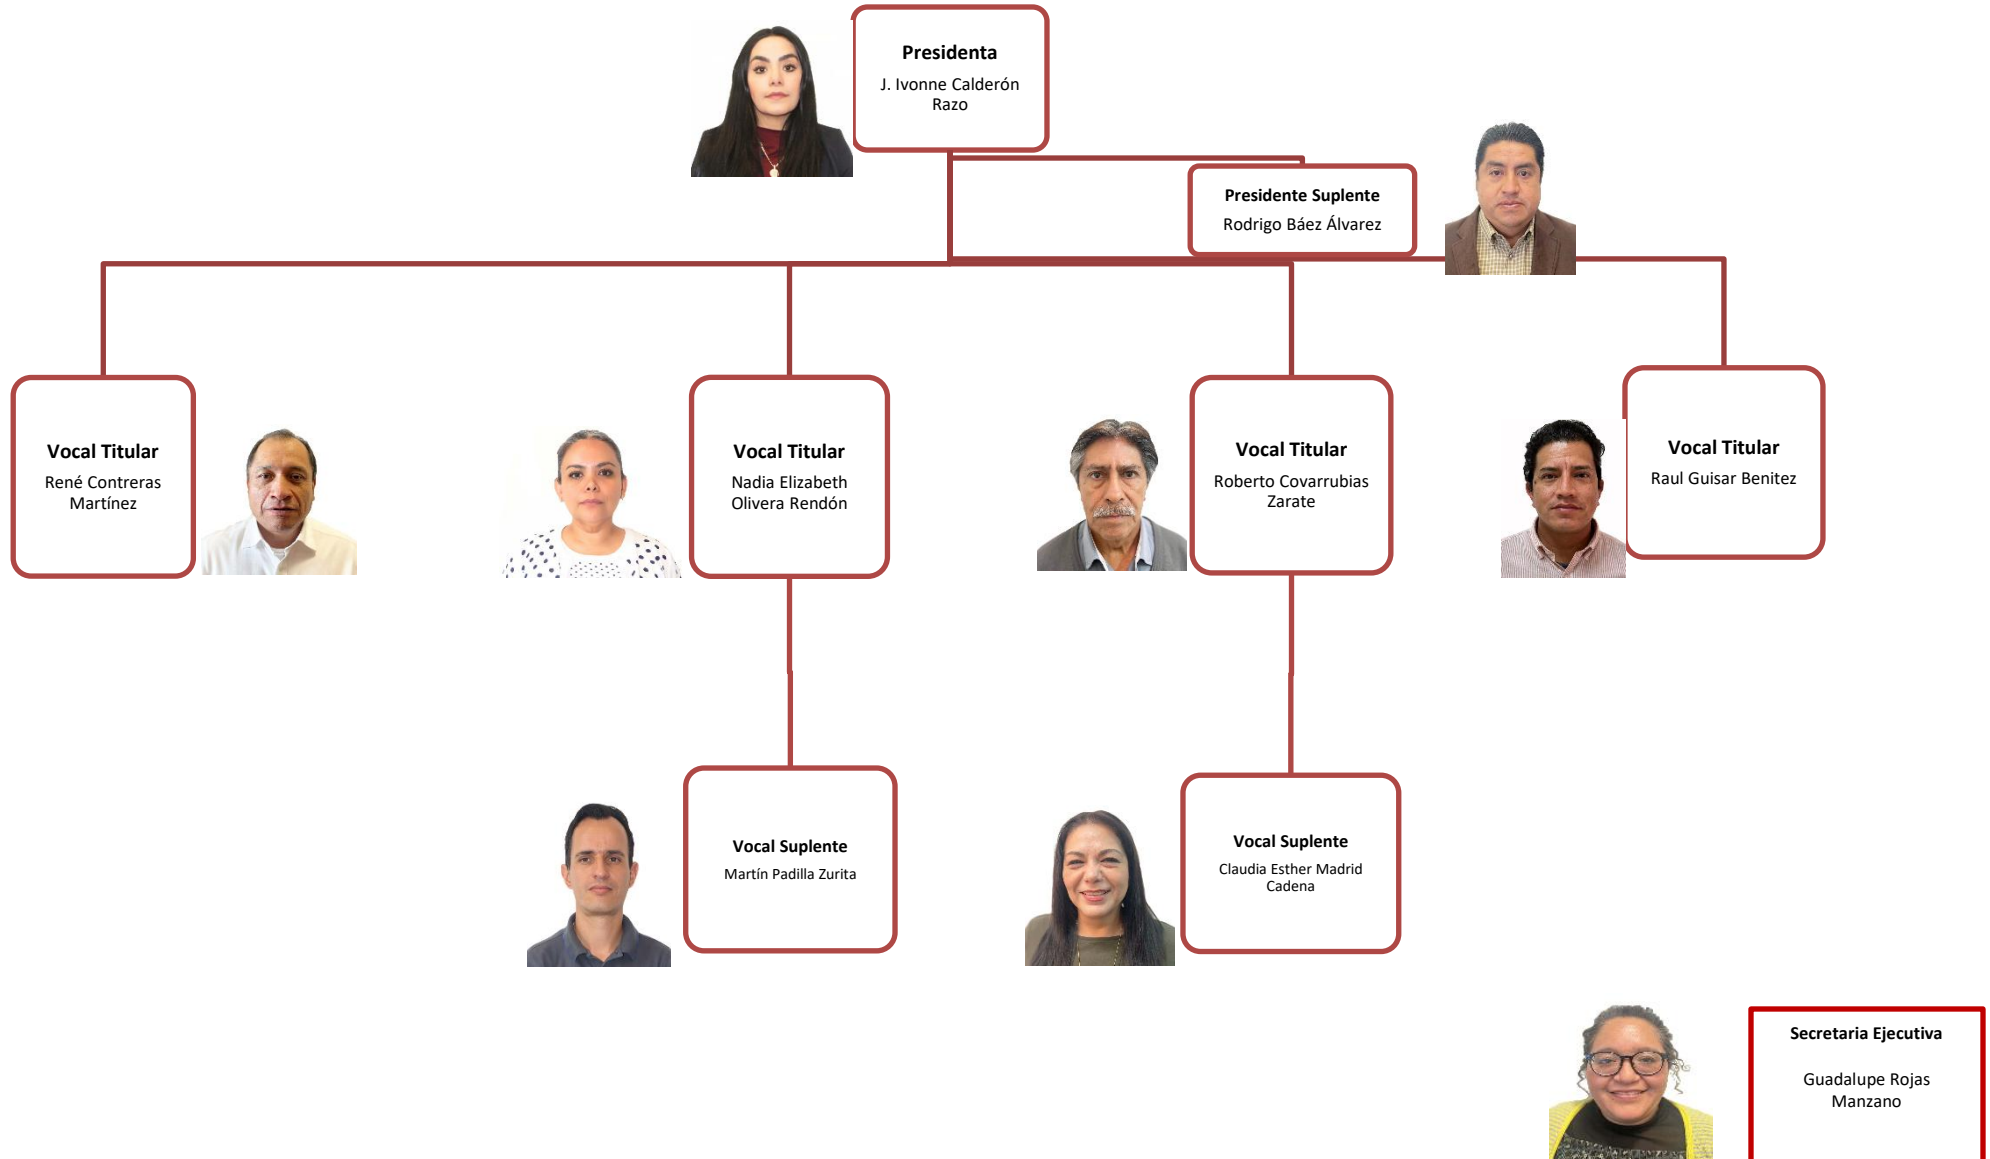 Presidenta
J. Ivonne Calderón
Razo
Presidente Suplente
Rodrigo Báez Álvarez
Vocal Titular
René Contreras
Martínez
Vocal Titular
Nadia Elizabeth
Olivera Rendón
Vocal Titular
Roberto Covarrubias
Zarate
Vocal Titular
Raul Guisar Benitez
Vocal Suplente
Martín Padilla Zurita
Vocal Suplente
Claudia Esther Madrid
Cadena
Secretaria Ejecutiva
Guadalupe Rojas
Manzano